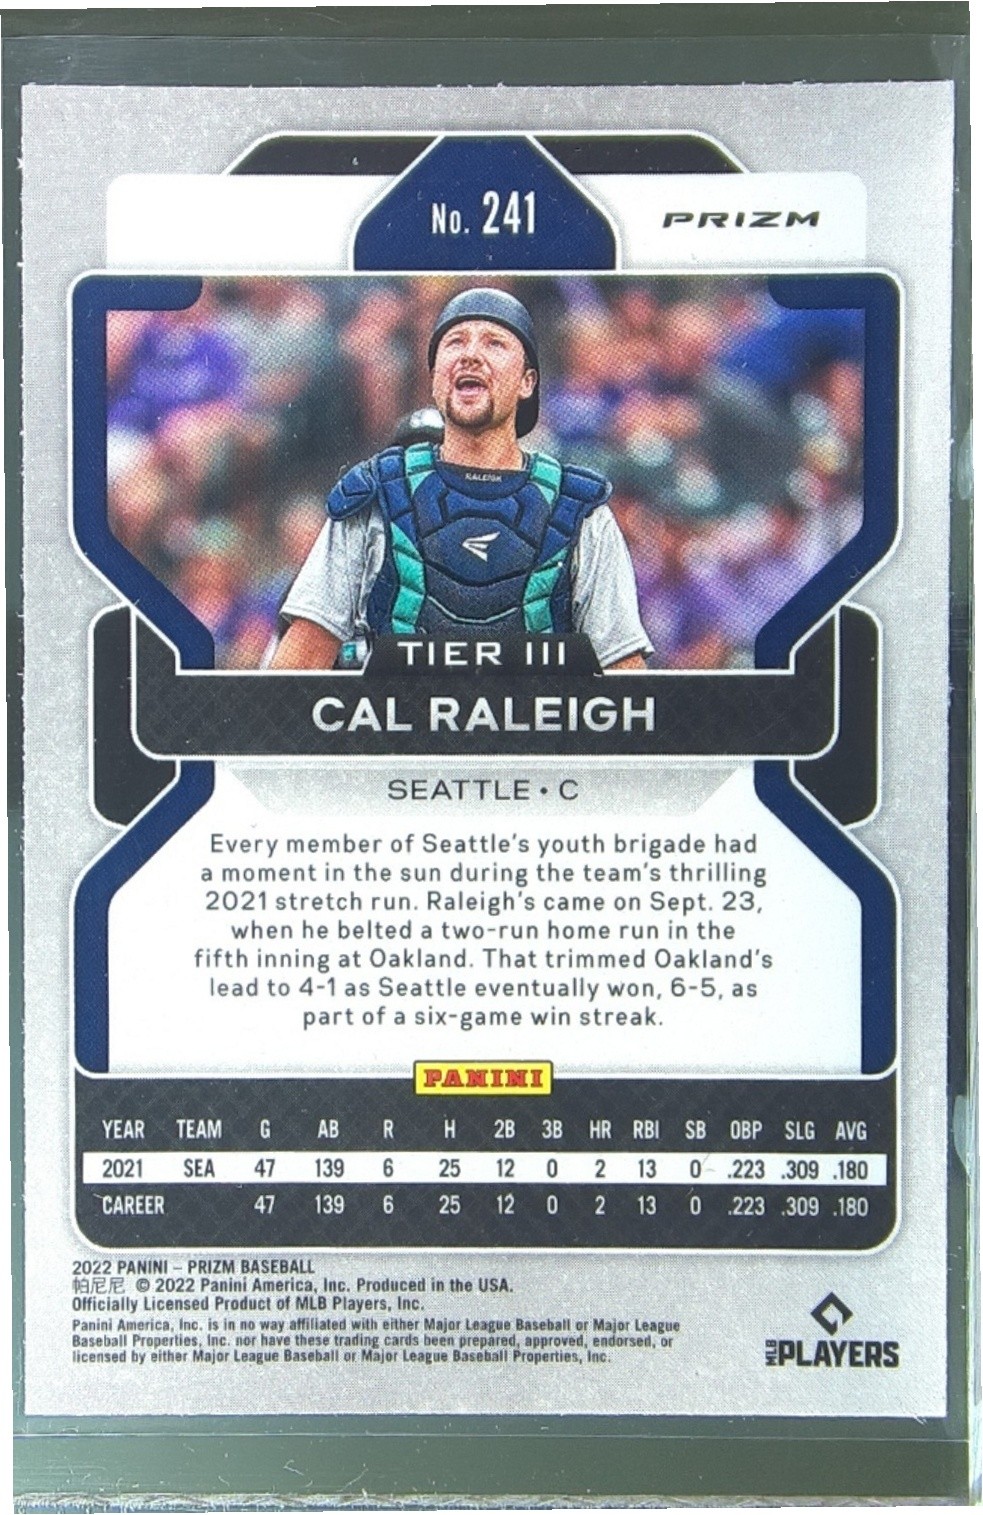 No. 241
PRIZM
RALEIGH
TIER III
CAL RALEIGH
SEATTLE • C
Every member of Seattle's youth brigade had
a moment in the sun during the team's thrilling
2021 stretch run. Raleigh's came on Sept. 23,
when he belted a two-run home run in the
fifth inning at Oakland. That trimmed Oakland's
lead to 4-1 as Seattle eventually won, 6-5, as
part of a six-game win streak.
PANINI
YEAR TEAM G AB R H 2B 3B HR RBI SB OBP SLG AVG
2021 SEA 47 139 6 25 12 0 2 13 0 .223 .309 .180
CAREER 47 139 6 25 12 0 2 13 0 .223 .309 .180
2022 PANINI – PRIZM BASEBALL
帕尼尼 © 2022 Panini America, Inc. Produced in the USA.
Officially Licensed Product of MLB Players, Inc.
Panini America, Inc. is in no way affiliated with either Major League Baseball or Major League
Baseball Properties, Inc. nor have these trading cards been prepared, approved, endorsed, or
licensed by either Major League Baseball or Major League Baseball Properties, Inc.
MLB PLAYERS